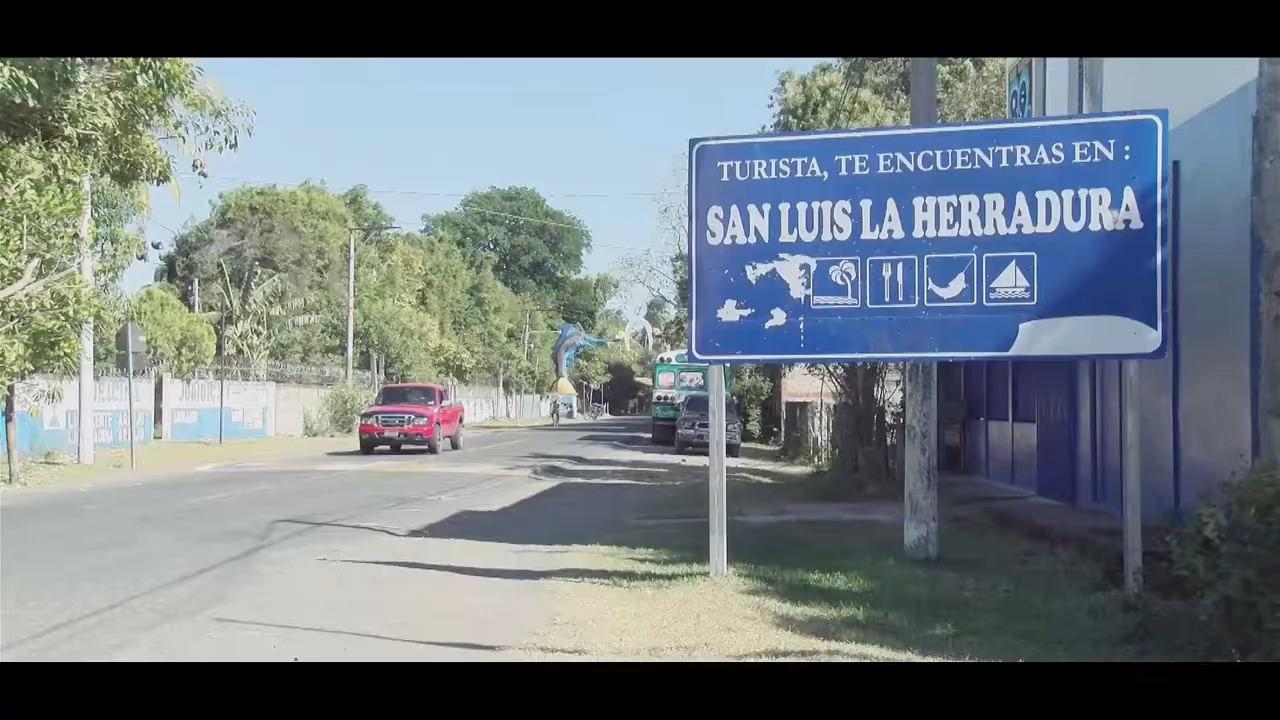 TURISTA, TE ENCUENTRAS EN :
SAN LUIS LA HERRADURA